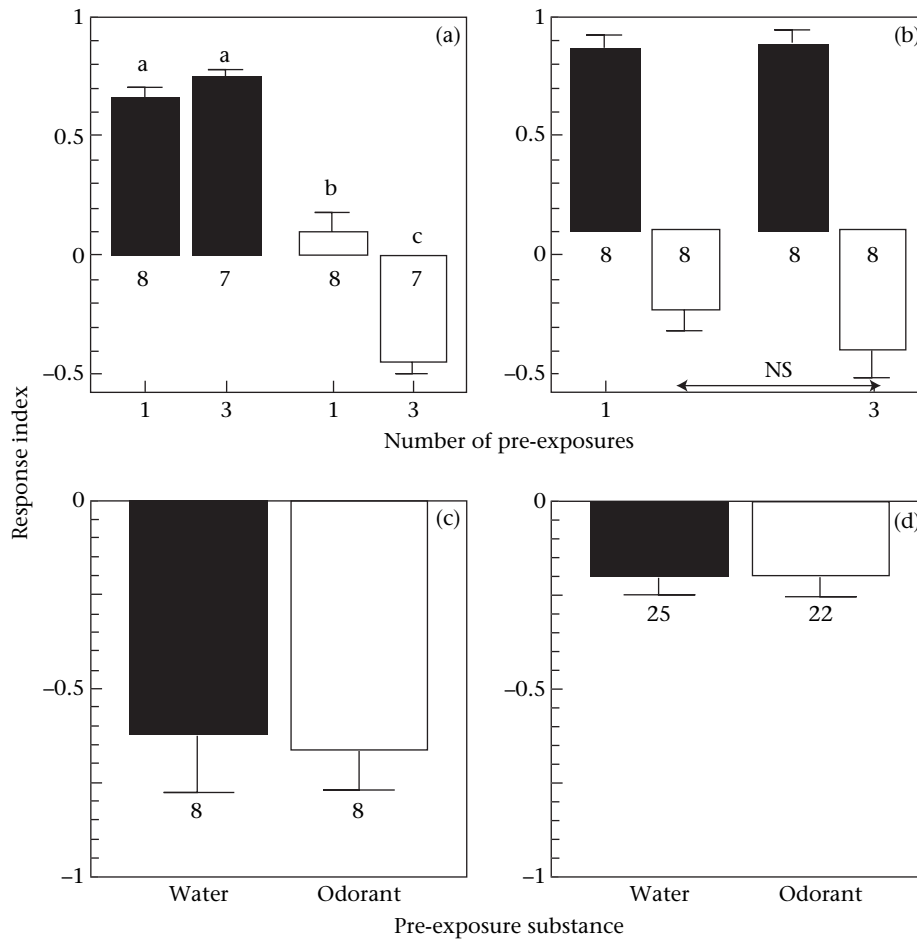 1
0.5
0
–0.5
(a)
a
a
b
c
8
7
8
7
1
3
1
3
1
0.5
0
–0.5
(b)
8
8
8
8
NS
1
3
Number of pre-exposures
Response index
0
–0.5
–1
(c)
8
8
Water
Odorant
0
–0.5
–1
(d)
25
22
Water
Odorant
Pre-exposure substance